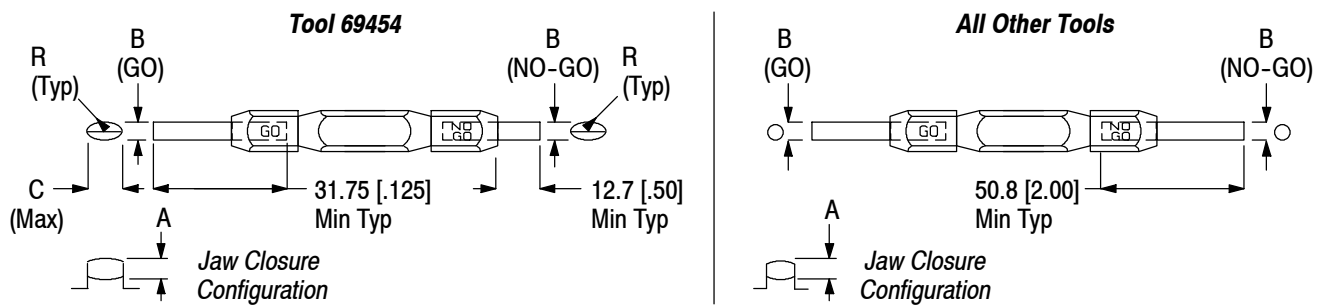 Tool 69454
R
(Typ)
B
(GO)
B
(NO-GO)
R
(Typ)
GO
NO
GO
C
(Max)
31.75 [.125]
Min Typ
12.7 [.50]
Min Typ
A
Jaw Closure
Configuration
All Other Tools
B
(GO)
B
(NO-GO)
GO
NO
GO
50.8 [2.00]
Min Typ
A
Jaw Closure
Configuration